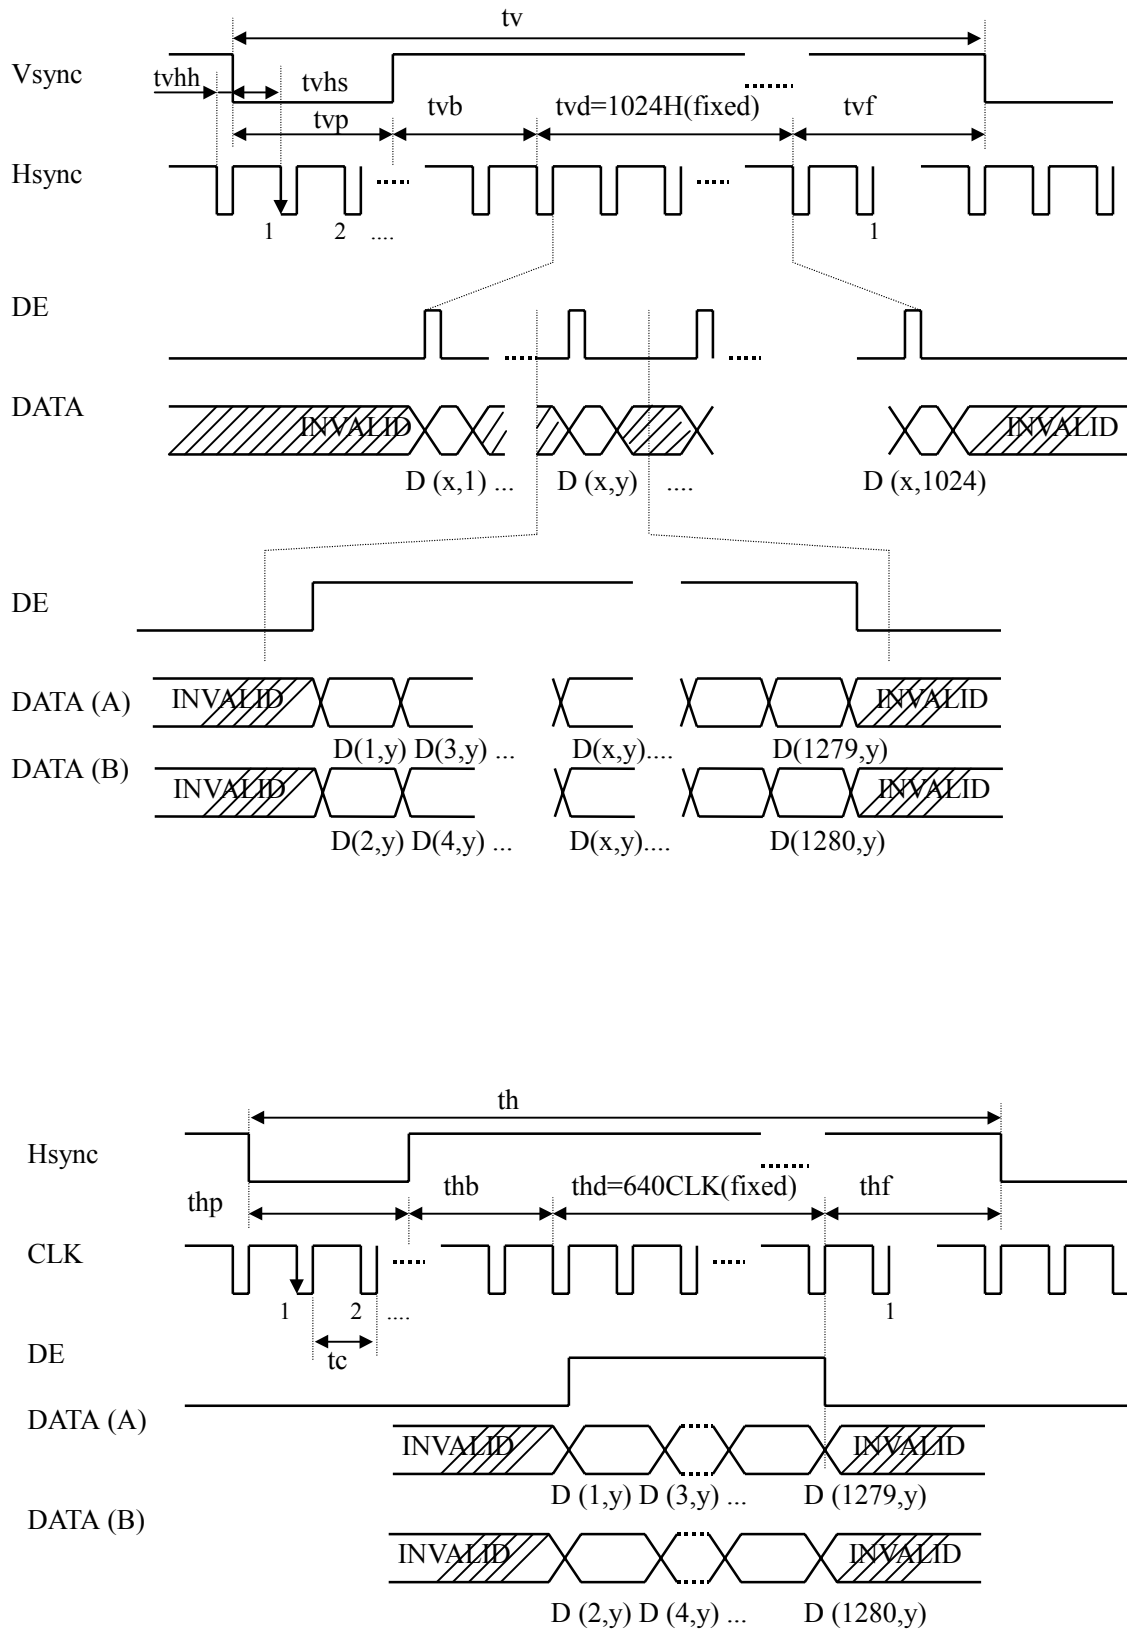 tv
Vsync
tvhh
tvhs
tvp
tvb
tvd=1024H(fixed)
tvf
Hsync
1
2
....
1
DE
DATA
INVALID
INVALID
D (x,1) ...
D (x,y)
....
D (x,1024)
DE
DATA (A)
INVALID
INVALID
D(1,y) D(3,y) ...
D(x,y)....
D(1279,y)
DATA (B)
INVALID
INVALID
D(2,y) D(4,y) ...
D(x,y)....
D(1280,y)
th
Hsync
thp
thb
thd=640CLK(fixed)
thf
CLK
1
2
....
1
tc
DE
DATA (A)
INVALID
INVALID
D (1,y) D (3,y) ...
D (1279,y)
DATA (B)
INVALID
INVALID
D (2,y) D (4,y) ...
D (1280,y)